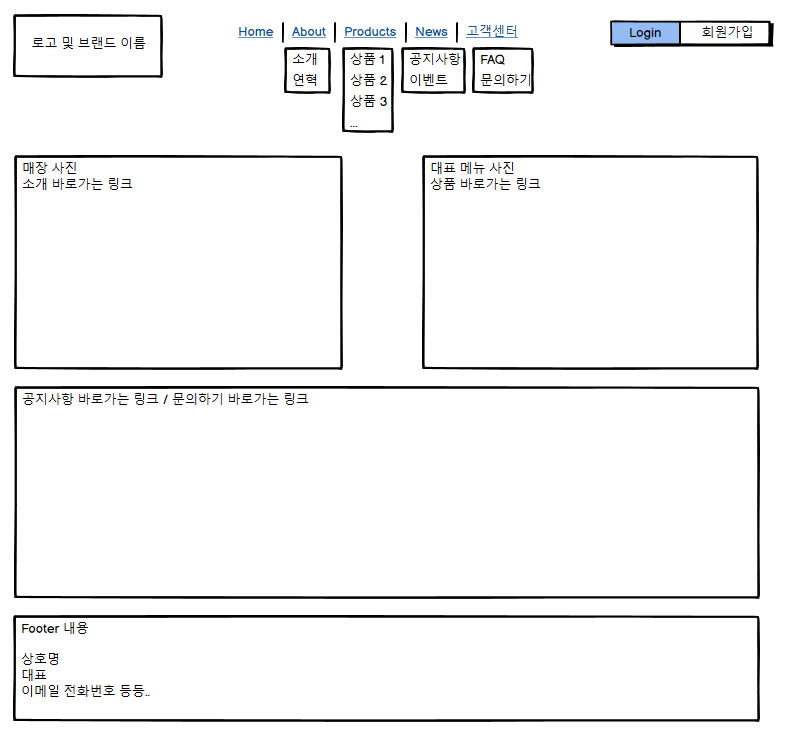 로고 및 브랜드 이름
Home About Products News 고객센터
Login 회원가입
소개
연혁
상품 1
상품 2
상품 3
...
공지사항
이벤트
FAQ
문의하기
매장 사진
소개 바로가는 링크
대표 메뉴 사진
상품 바로가는 링크
공지사항 바로가는 링크 / 문의하기 바로가는 링크
Footer 내용
상호명
대표
이메일 전화번호 등등..